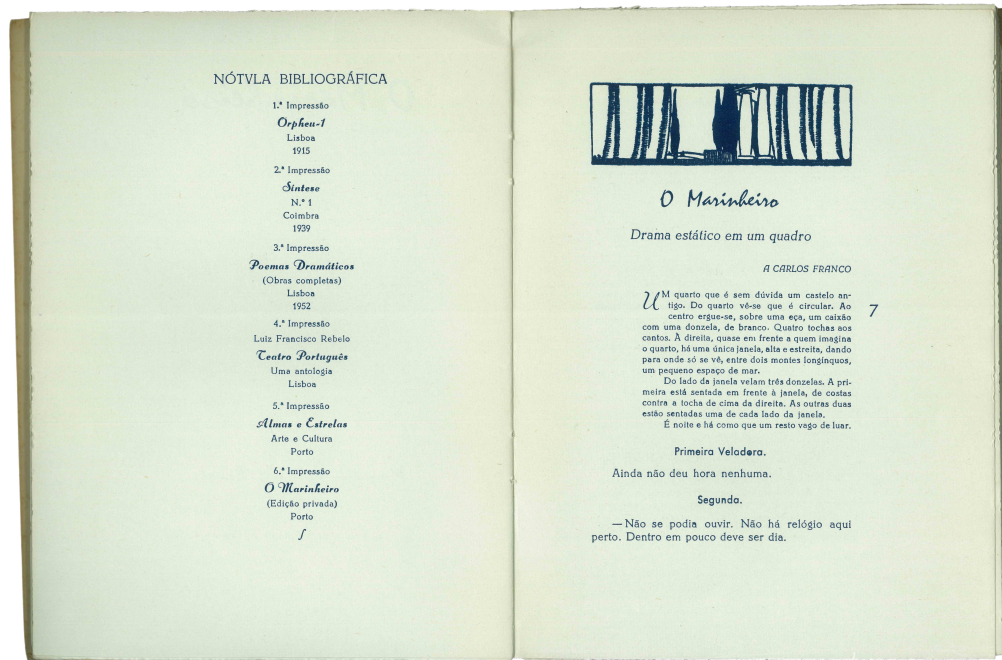 NÓTVLA BIBLIOGRÁFICA
1.ª Impressão
Orpheu-1
Lisboa
1915
2.ª Impressão
Síntese
N.º 1
Coimbra
1939
3.ª Impressão
Poemas Dramáticos
(Obras completas)
Lisboa
1952
4.ª Impressão
Luiz Francisco Rebelo
Teatro Português
Uma antologia
Lisboa
5.ª Impressão
Almas e Estrelas
Arte e Cultura
Porto
6.ª Impressão
O Marinheiro
(Edição privada)
Porto
O Marinheiro
Drama estático em um quadro
A CARLOS FRANCO
UM quarto que é sem dúvida um castelo an-
tigo. Do quarto vê-se que é circular. Ao
centro ergue-se, sobre uma eça, um caixão
com uma donzela, de branco. Quatro tochas aos
cantos. À direita, quase em frente a quem imagina
o quarto, há uma única janela, alta e estreita, dando
para onde só se vê, entre dois montes longínquos,
um pequeno espaço de mar.
Do lado da janela velam três donzelas. A pri-
meira está sentada em frente à janela, de costas
contra a tocha de cima da direita. As outras duas
estão sentadas uma de cada lado da janela.
É noite e há como que um resto vago de luar.
7
Primeira Veladora.
Ainda não deu hora nenhuma.
Segunda.
— Não se podia ouvir. Não há relógio aqui
perto. Dentro em pouco deve ser dia.